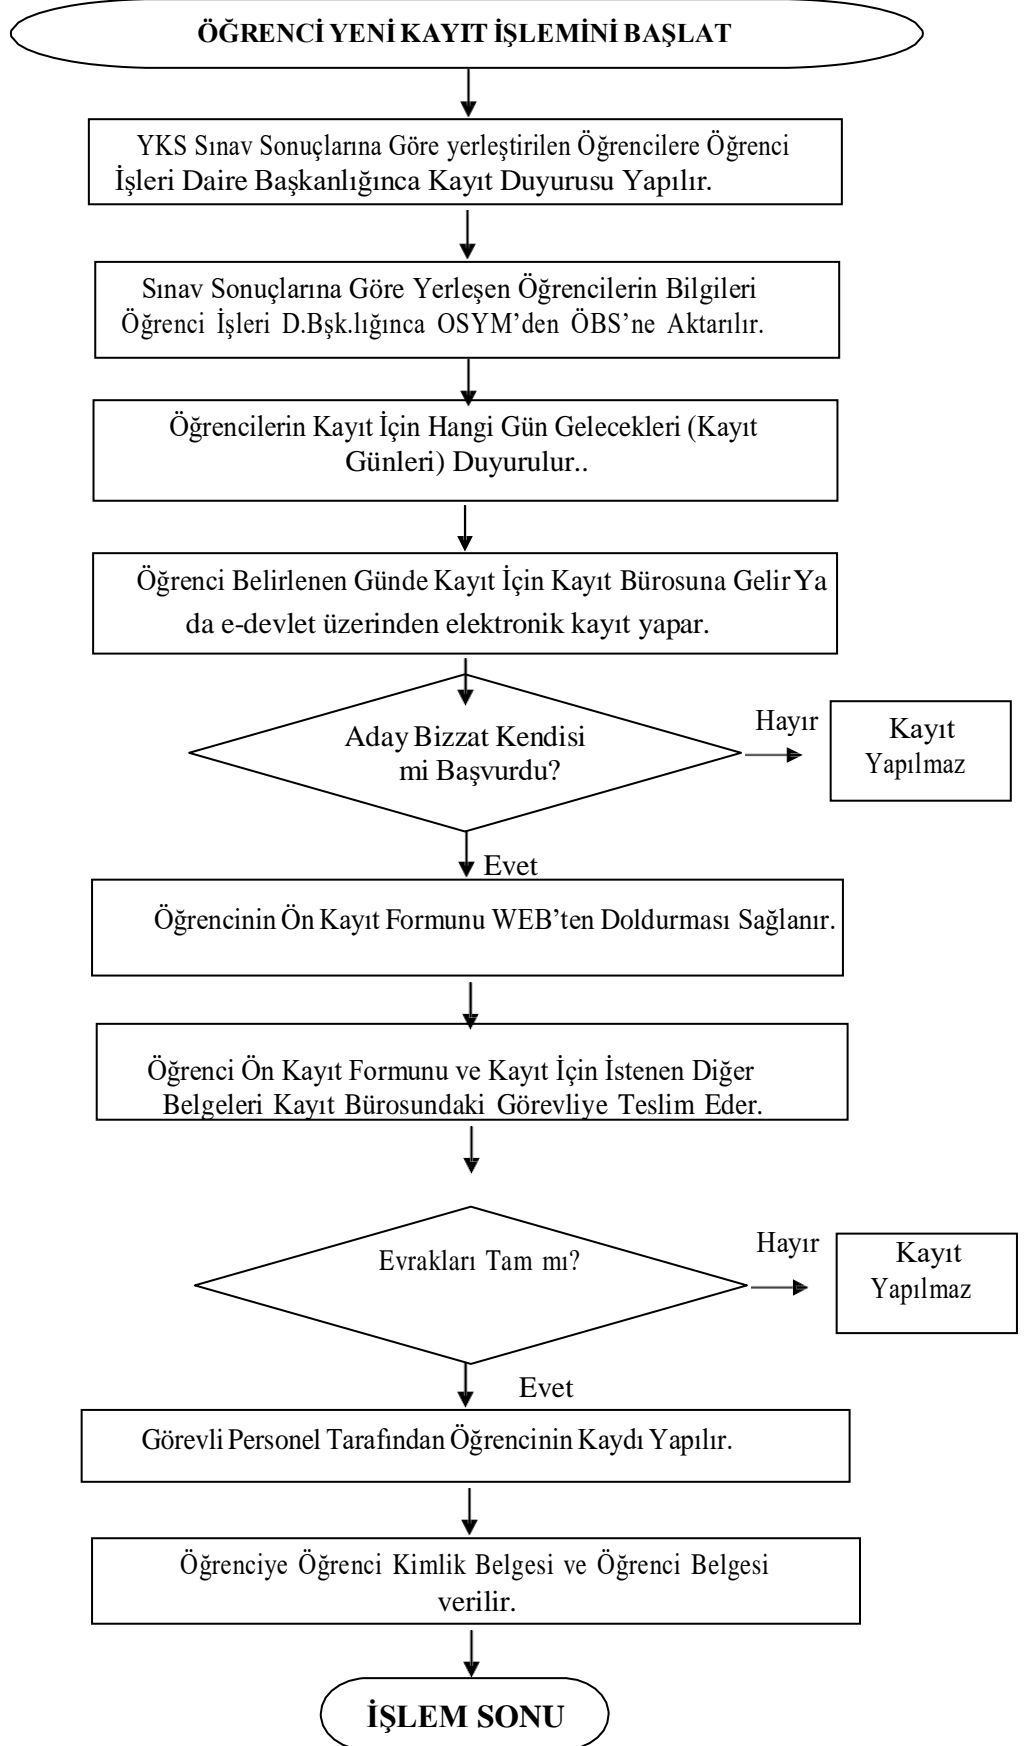 ÖĞRENCİ YENİ KAYIT İŞLEMİNİ BAŞLAT
YKS Sınav Sonuçlarına Göre yerleştirilen Öğrencilere Öğrenci
İşleri Daire Başkanlığınca Kayıt Duyurusu Yapılır.
Sınav Sonuçlarına Göre Yerleşen Öğrencilerin Bilgileri
Öğrenci İşleri D.Bşk.lığınca OSYM’den ÖBS’ne Aktarılır.
Öğrencilerin Kayıt İçin Hangi Gün Gelecekleri (Kayıt
Günleri) Duyurulur..
Öğrenci Belirlenen Günde Kayıt İçin Kayıt Bürosuna Gelir Ya
da e-devlet üzerinden elektronik kayıt yapar.
Aday Bizzat Kendisi
mi Başvurdu?
Hayır
Kayıt
Yapılmaz
Evet
Öğrencinin Ön Kayıt Formunu WEB’ten Doldurması Sağlanır.
Öğrenci Ön Kayıt Formunu ve Kayıt İçin İstenen Diğer
Belgeleri Kayıt Bürosundaki Görevliye Teslim Eder.
Evrakları Tam mı?
Hayır
Kayıt
Yapılmaz
Evet
Görevli Personel Tarafından Öğrencinin Kaydı Yapılır.
Öğrenciye Öğrenci Kimlik Belgesi ve Öğrenci Belgesi
verilir.
İŞLEM SONU